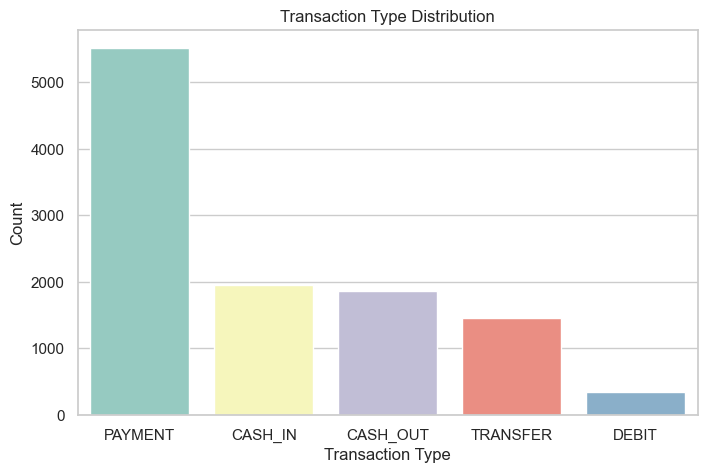 Transaction Type Distribution
Count
5000
4000
3000
2000
1000
0
PAYMENT CASH_IN CASH_OUT TRANSFER DEBIT
Transaction Type